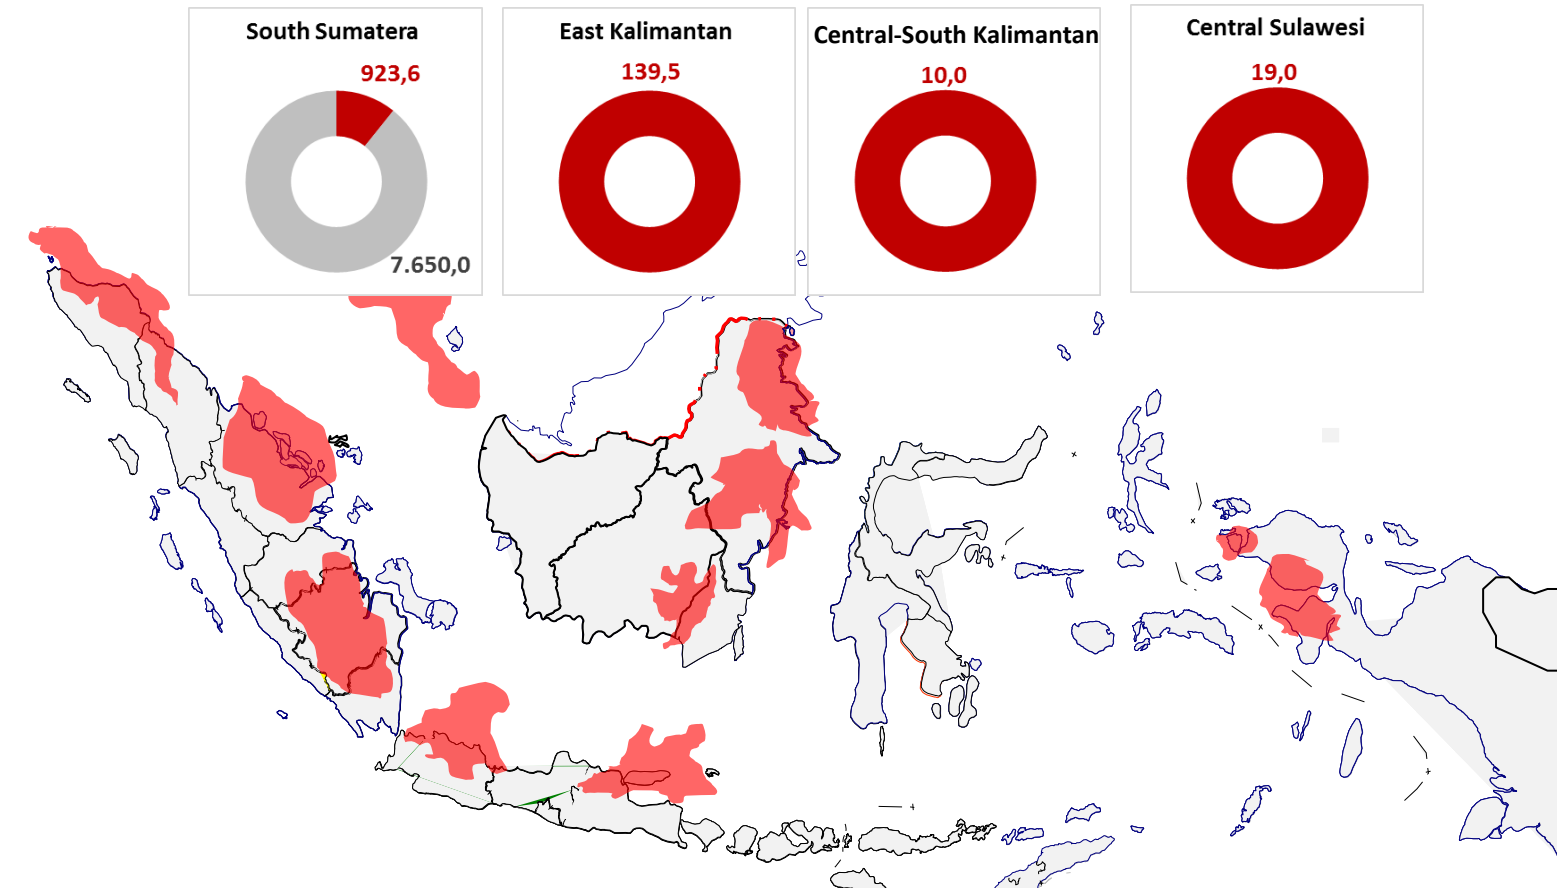 South Sumatera
923,6
7.650,0
East Kalimantan
139,5
Central-South Kalimantan
10,0
Central Sulawesi
19,0